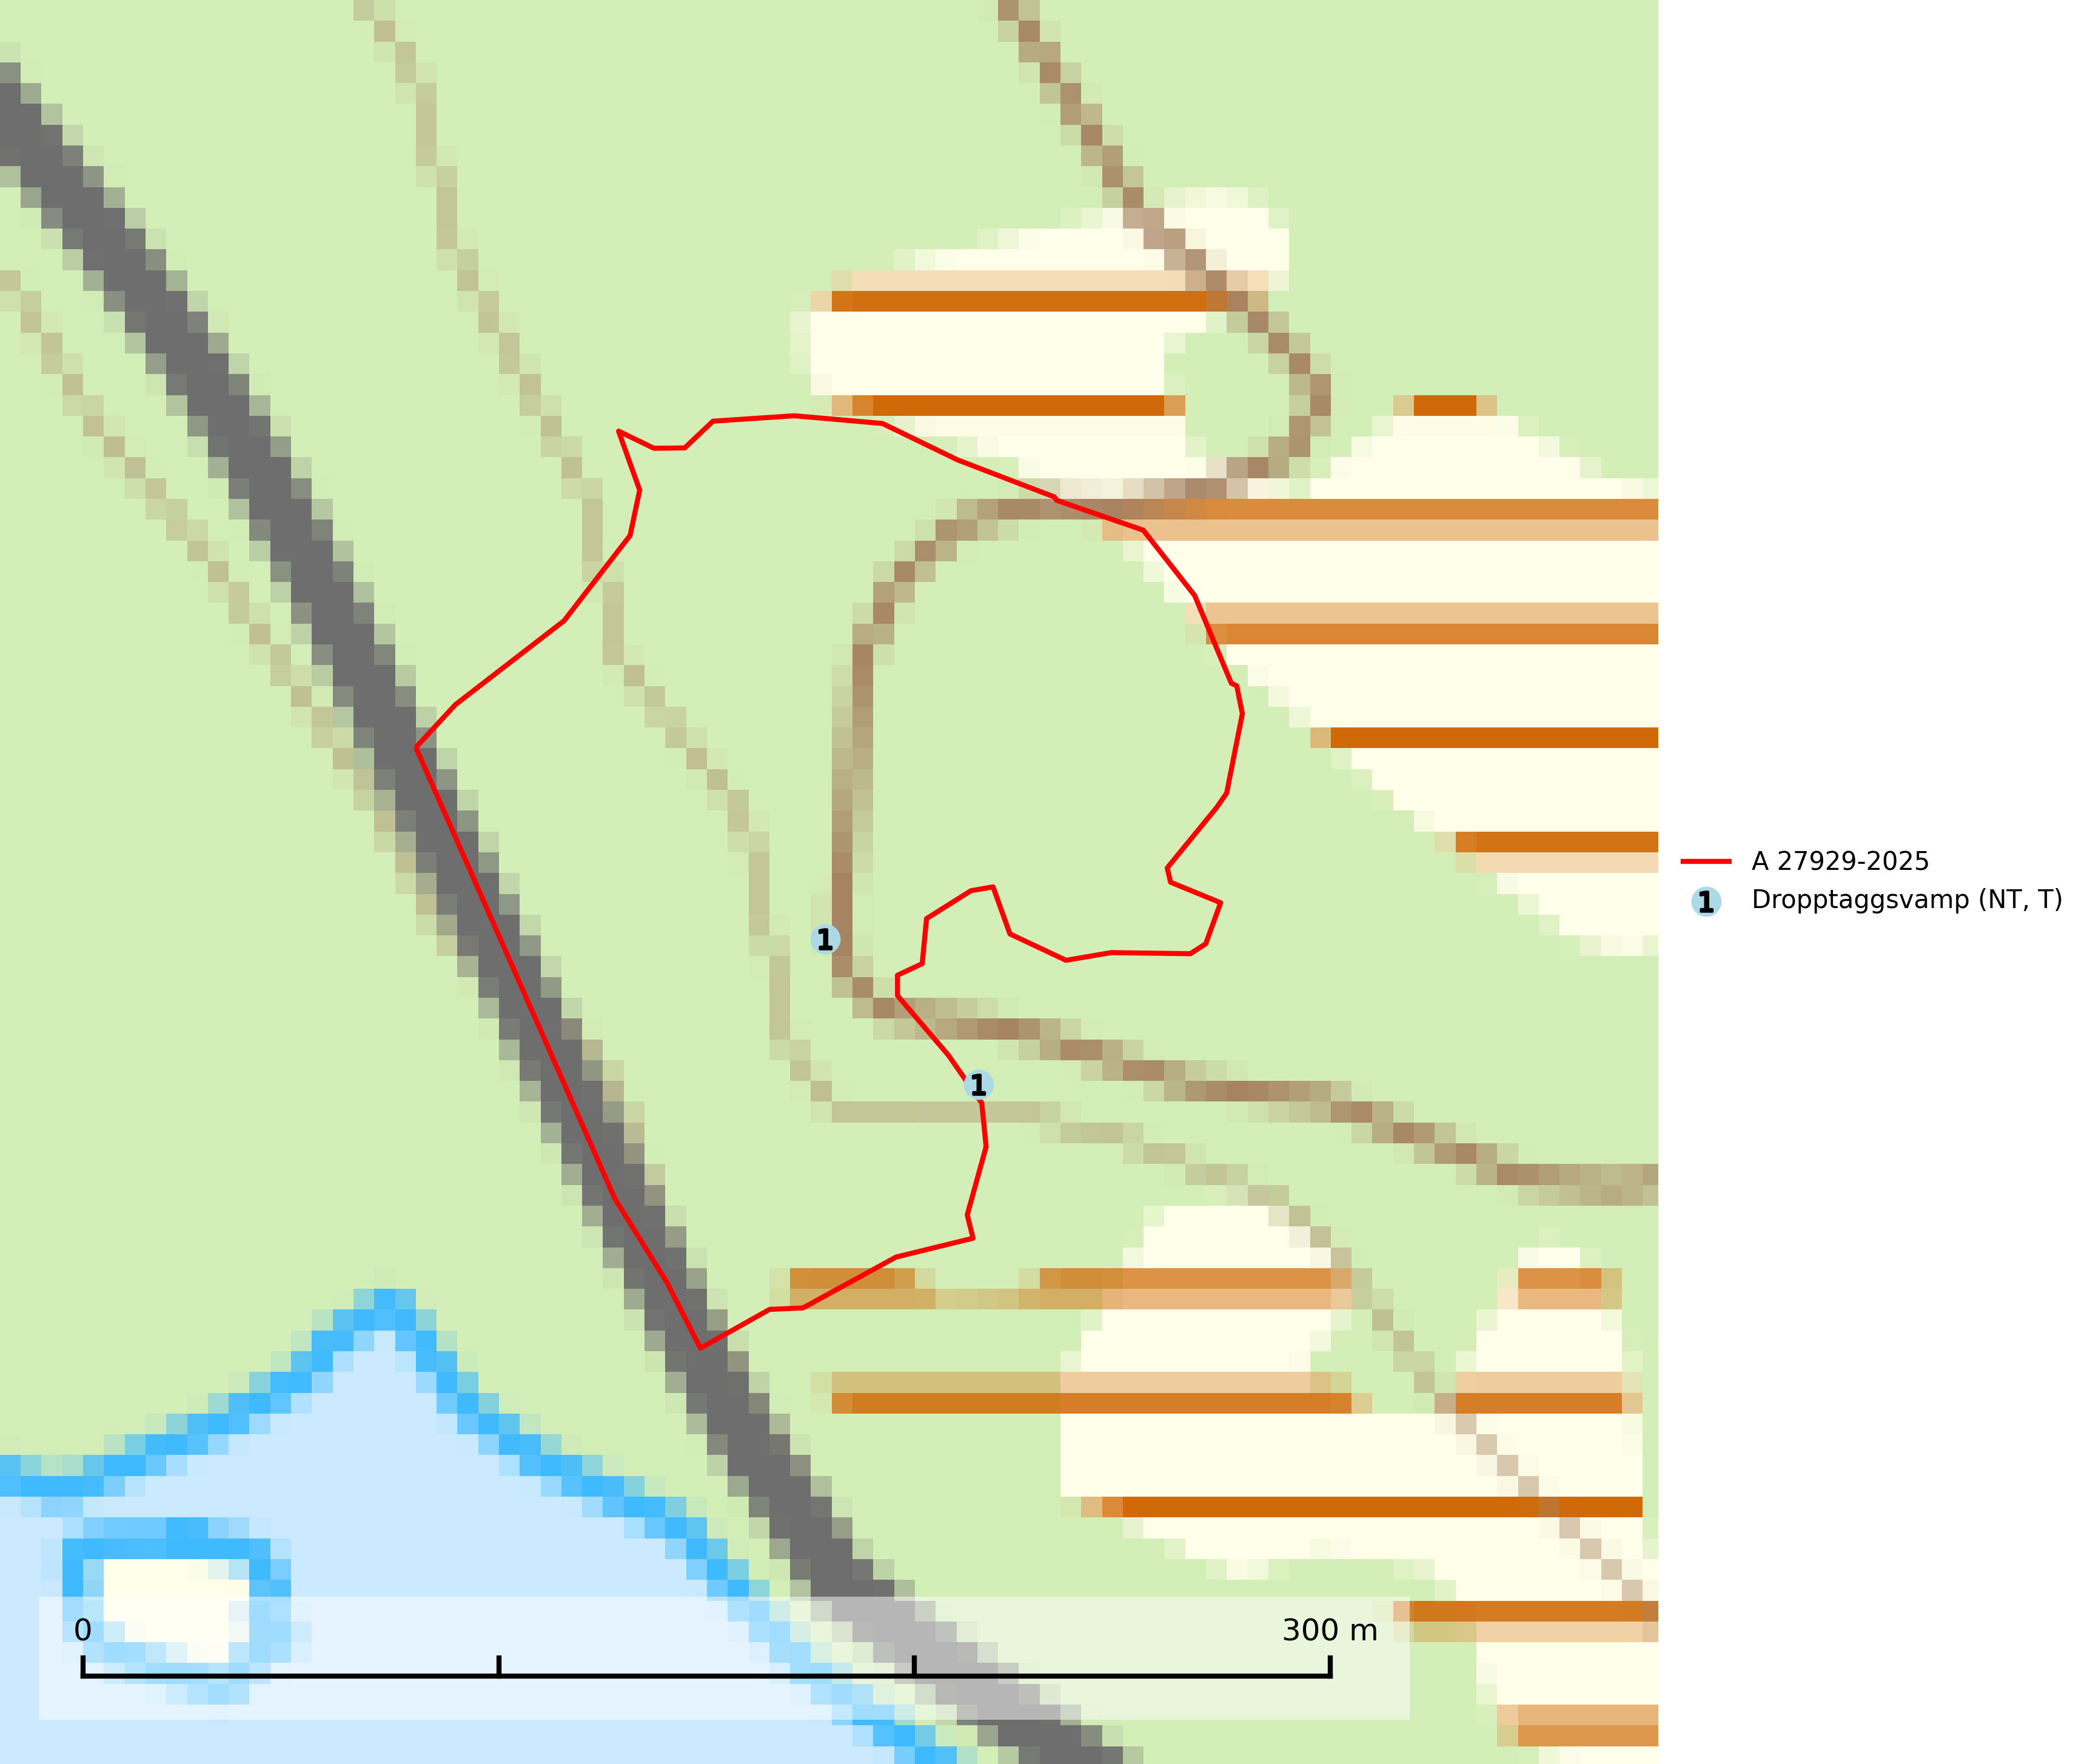 A 27929-2025
1 Dropptaggsvamp (NT, T)
1
1
0 300 m